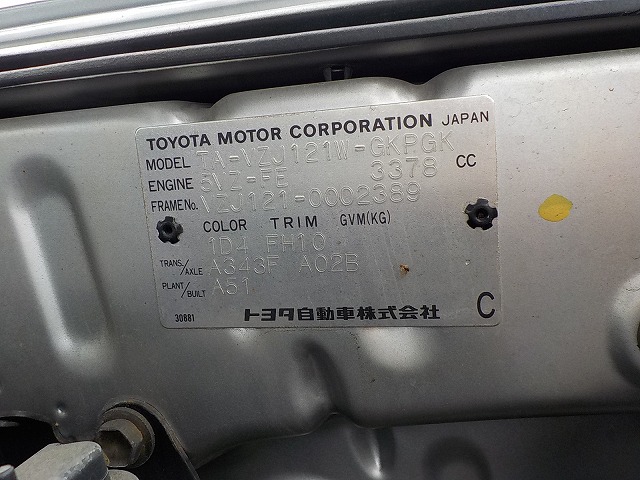 TOYOTA MOTOR CORPORATION JAPAN
MODEL TA-VZJ121W-GKPGK
ENGINE 5VZ-FE 3378 CC
FRAME No. VZJ121-0002389
COLOR TRIM GVM(KG)
1D4 FH10
TRANS./AXLE A343F A02B
PLANT/BUILT A51
30881 トヨタ自動車株式会社 C